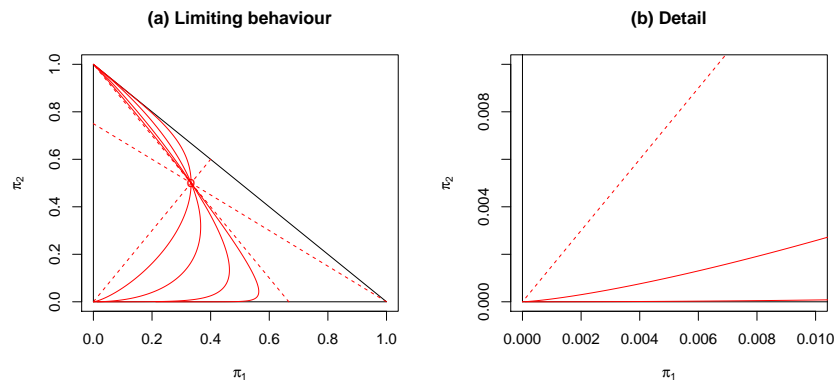 (a) Limiting behaviour
1.0
0.8
0.6
0.4
0.2
0.0
π2
0.0 0.2 0.4 0.6 0.8 1.0
π1
(b) Detail
0.008
0.004
0.000
π2
0.000 0.002 0.004 0.006 0.008 0.010
π1